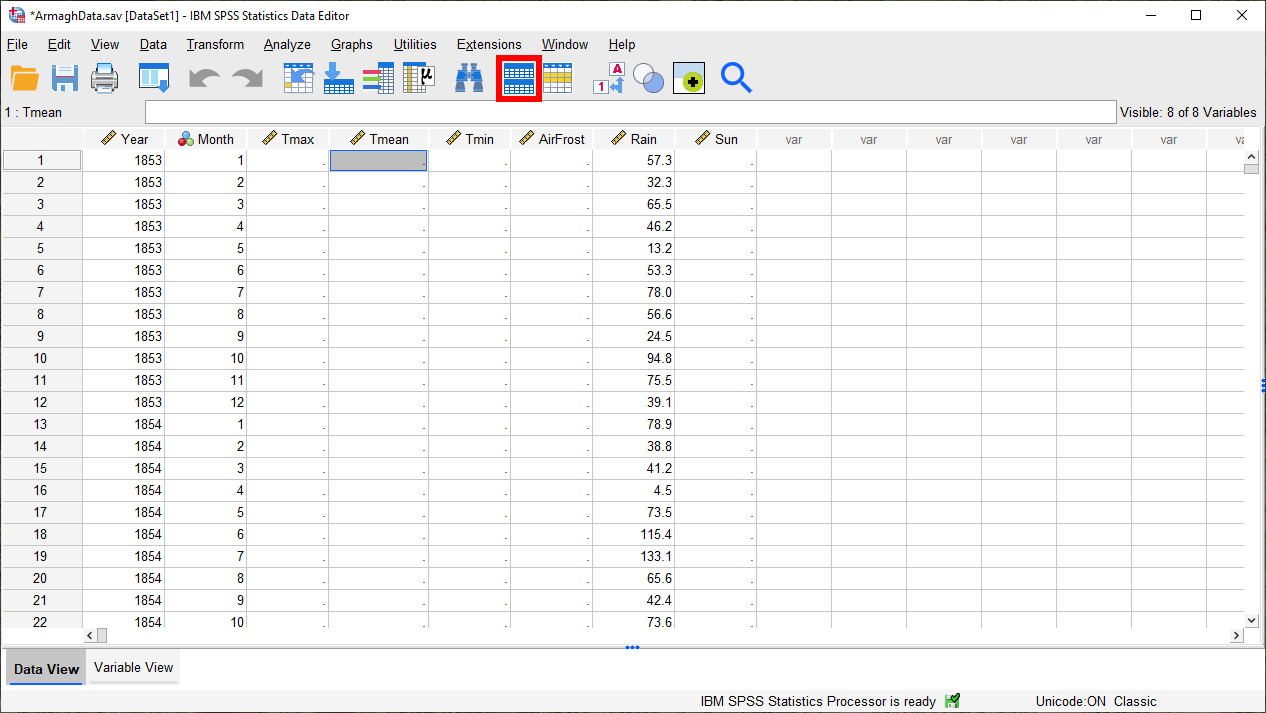 *ArmaghData.sav [DataSet1] - IBM SPSS Statistics Data Editor
File Edit View Data Transform Analyze Graphs Utilities Extensions Window Help
μ A 1
1 : Tmean Visible: 8 of 8 Variables
Year Month Tmax Tmean Tmin AirFrost Rain Sun var var var var var var va
1 1853 1 . . . . 57.3 .
2 1853 2 . . . . 32.3 .
3 1853 3 . . . . 65.5 .
4 1853 4 . . . . 46.2 .
5 1853 5 . . . . 13.2 .
6 1853 6 . . . . 53.3 .
7 1853 7 . . . . 78.0 .
8 1853 8 . . . . 56.6 .
9 1853 9 . . . . 24.5 .
10 1853 10 . . . . 94.8 .
11 1853 11 . . . . 75.5 .
12 1853 12 . . . . 39.1 .
13 1854 1 . . . . 78.9 .
14 1854 2 . . . . 38.8 .
15 1854 3 . . . . 41.2 .
16 1854 4 . . . . 4.5 .
17 1854 5 . . . . 73.5 .
18 1854 6 . . . . 115.4 .
19 1854 7 . . . . 133.1 .
20 1854 8 . . . . 65.6 .
21 1854 9 . . . . 42.4 .
22 1854 10 . . . . 73.6 .
Data View Variable View
IBM SPSS Statistics Processor is ready Unicode:ON Classic